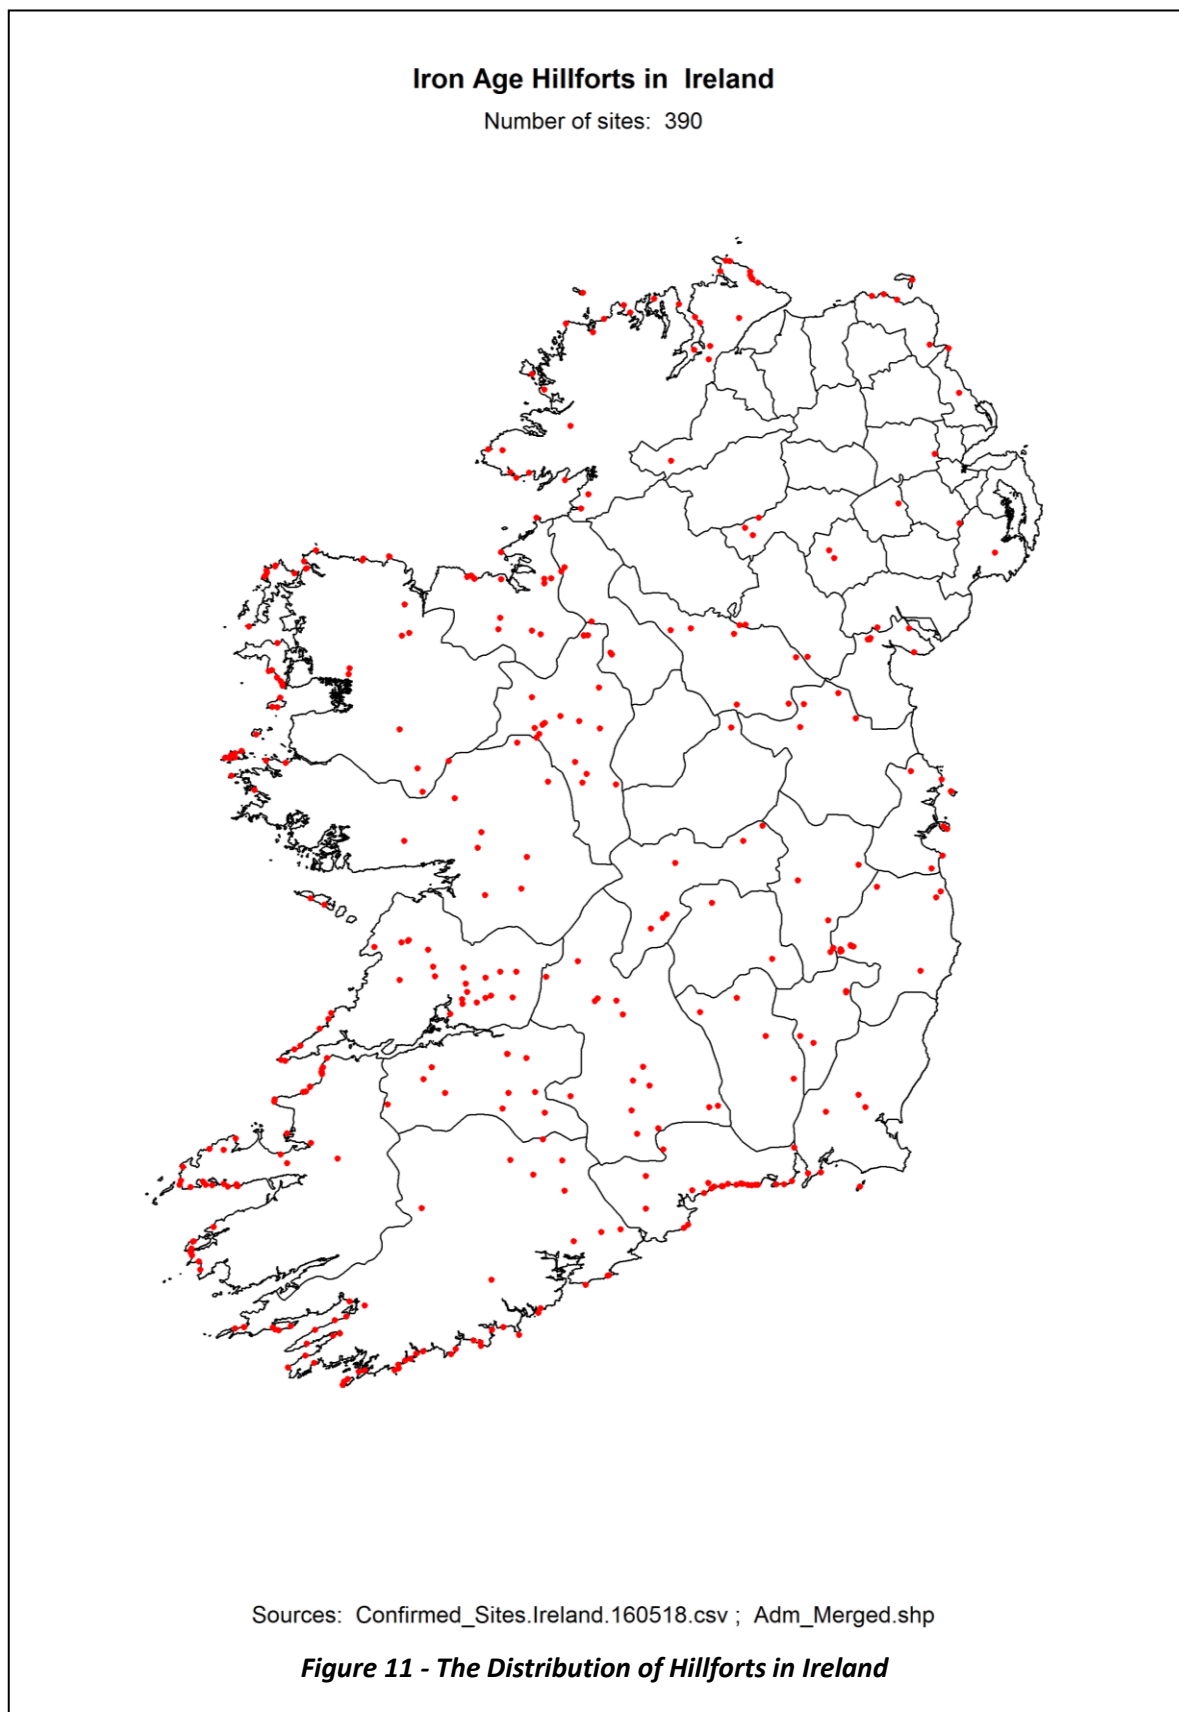 Iron Age Hillforts in Ireland
Number of sites: 390
Sources: Confirmed_Sites.Ireland.160518.csv ; Adm_Merged.shp
Figure 11 - The Distribution of Hillforts in Ireland